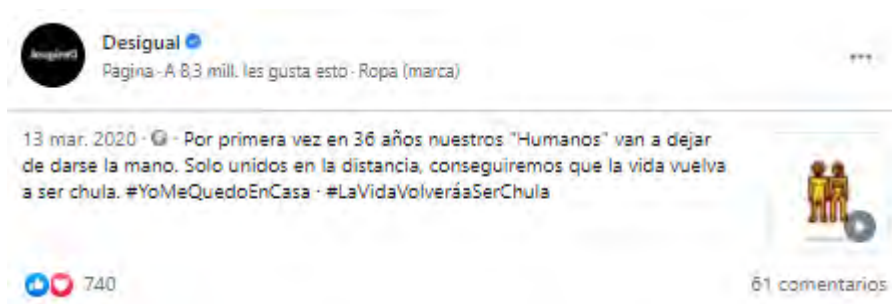 Desigual
Pagina · A 8,3 mill. les gusta esto · Ropa (marca)
13 mar. 2020 · Por primera vez en 36 años nuestros "Humanos" van a dejar
de darse la mano. Solo unidos en la distancia, conseguiremos que la vida vuelva
a ser chula. #YoMeQuedoEnCasa · #LaVidaVolveráaSerChula
740
61 comentarios